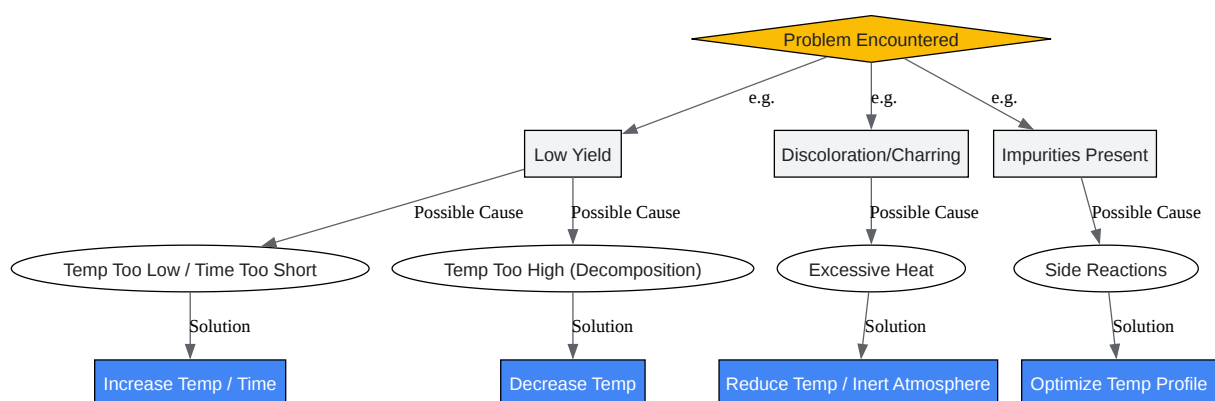 Problem Encountered
e.g.
e.g.
e.g.
Low Yield
Discoloration/Charring
Impurities Present
Possible Cause
Possible Cause
Possible Cause
Possible Cause
Temp Too Low / Time Too Short
Temp Too High (Decomposition)
Excessive Heat
Side Reactions
Solution
Solution
Solution
Solution
Increase Temp / Time
Decrease Temp
Reduce Temp / Inert Atmosphere
Optimize Temp Profile